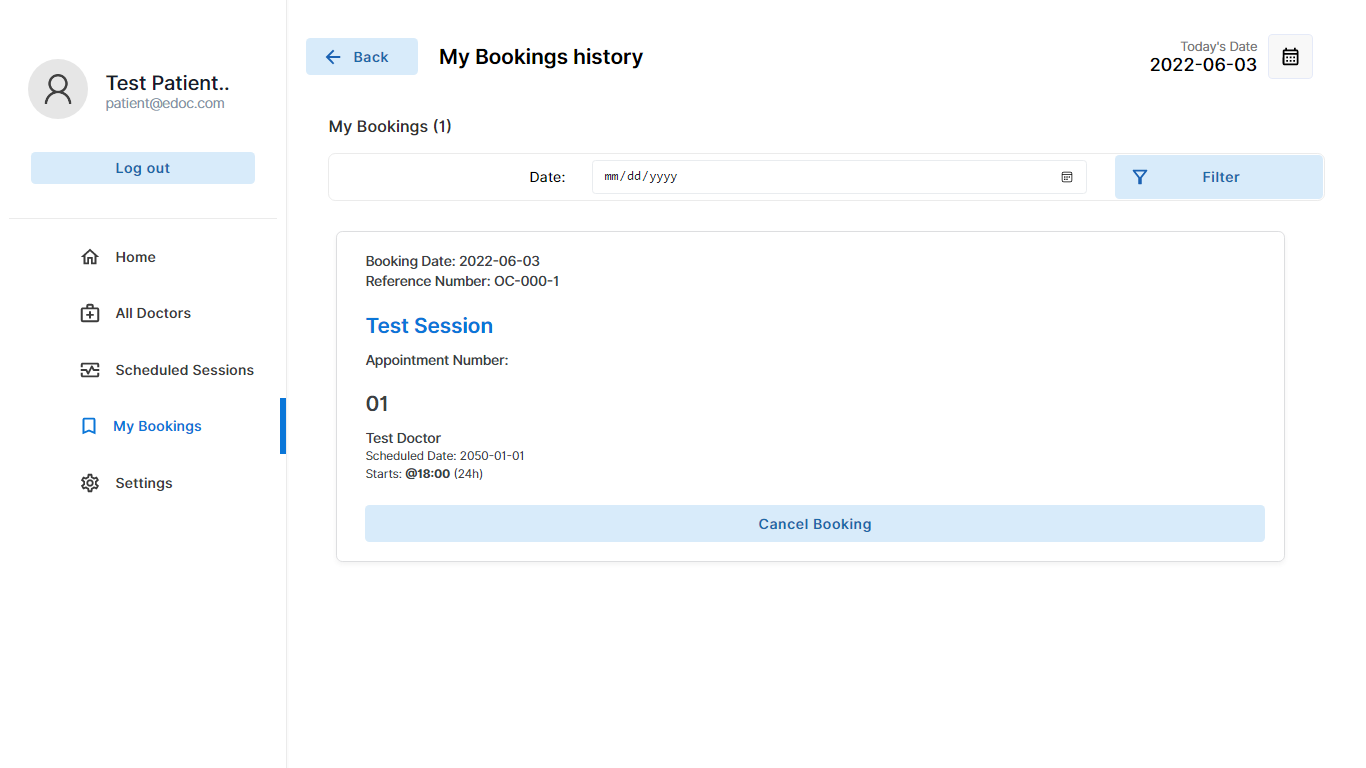 Test Patient..
patient@edoc.com
Log out
Home
All Doctors
Scheduled Sessions
My Bookings
Settings
Back
My Bookings history
Today's Date
2022-06-03
My Bookings (1)
Date:
mm/dd/yyyy
Filter
Booking Date: 2022-06-03
Reference Number: OC-000-1
Test Session
Appointment Number:
01
Test Doctor
Scheduled Date: 2050-01-01
Starts: @18:00 (24h)
Cancel Booking